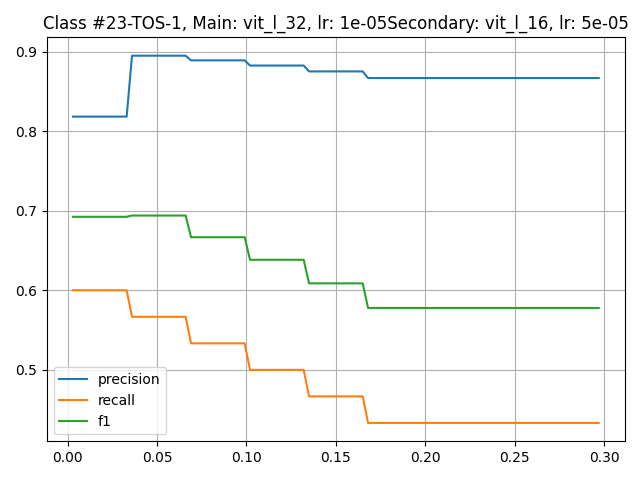 Class #23-TOS-1, Main: vit_l_32, lr: 1e-05Secondary: vit_l_16, lr: 5e-05
0.9
0.8
0.7
0.6
0.5
precision
recall
f1
0.00 0.05 0.10 0.15 0.20 0.25 0.30